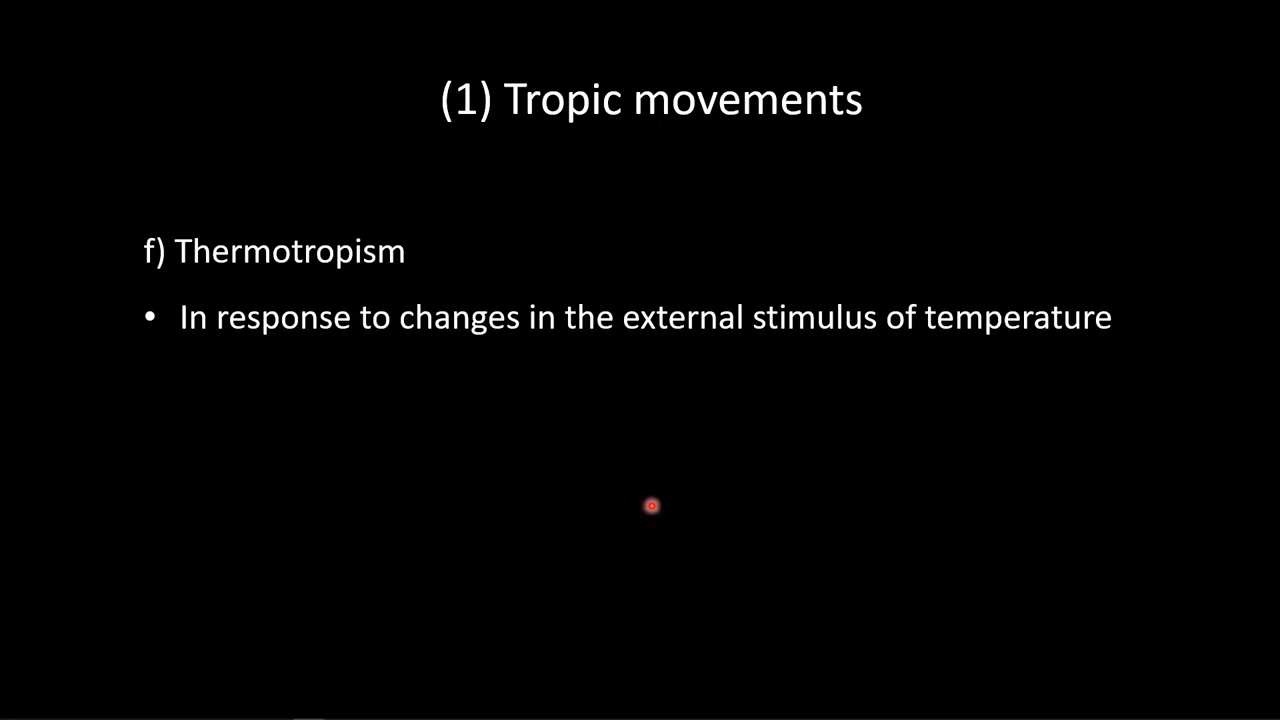 (1) Tropic movements
f) Thermotropism
• In response to changes in the external stimulus of temperature